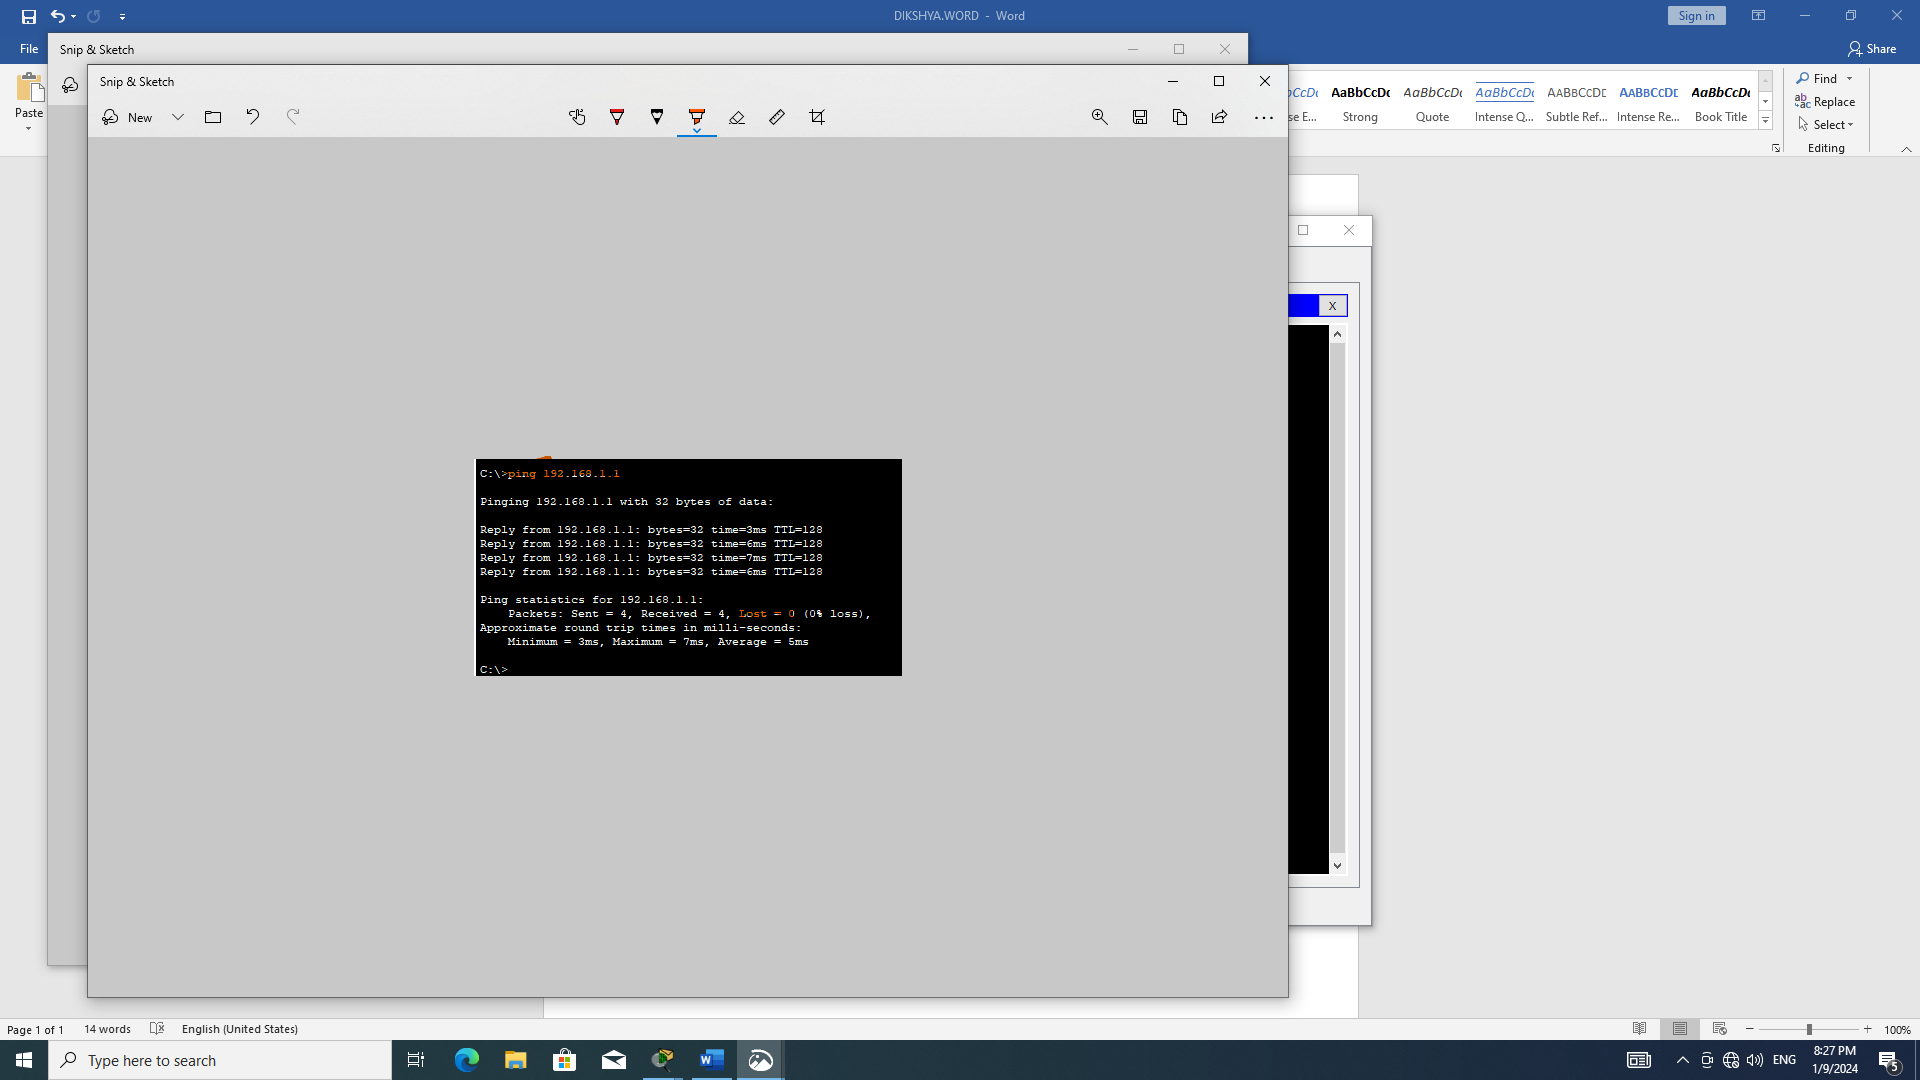 DIKSHYA.WORD - Word
Sign in
File
Share
Snip & Sketch
Snip & Sketch
New
Paste
AaBbCcDc
AaBbCcDc
AaBbCcDc
AABBCCDE
AABBCCDE
AaBbCcDc
Strong
Quote
Intense Q...
Subtle Ref...
Intense Re...
Book Title
Find
Replace
Select
Editing
X
C:\>ping 192.168.1.1
Pinging 192.168.1.1 with 32 bytes of data:
Reply from 192.168.1.1: bytes=32 time=3ms TTL=128
Reply from 192.168.1.1: bytes=32 time=6ms TTL=128
Reply from 192.168.1.1: bytes=32 time=7ms TTL=128
Reply from 192.168.1.1: bytes=32 time=6ms TTL=128
Ping statistics for 192.168.1.1:
Packets: Sent = 4, Received = 4, Lost = 0 (0% loss),
Approximate round trip times in milli-seconds:
Minimum = 3ms, Maximum = 7ms, Average = 5ms
C:\>
Page 1 of 1
14 words
English (United States)
100%
Type here to search
ENG
8:27 PM
1/9/2024
5